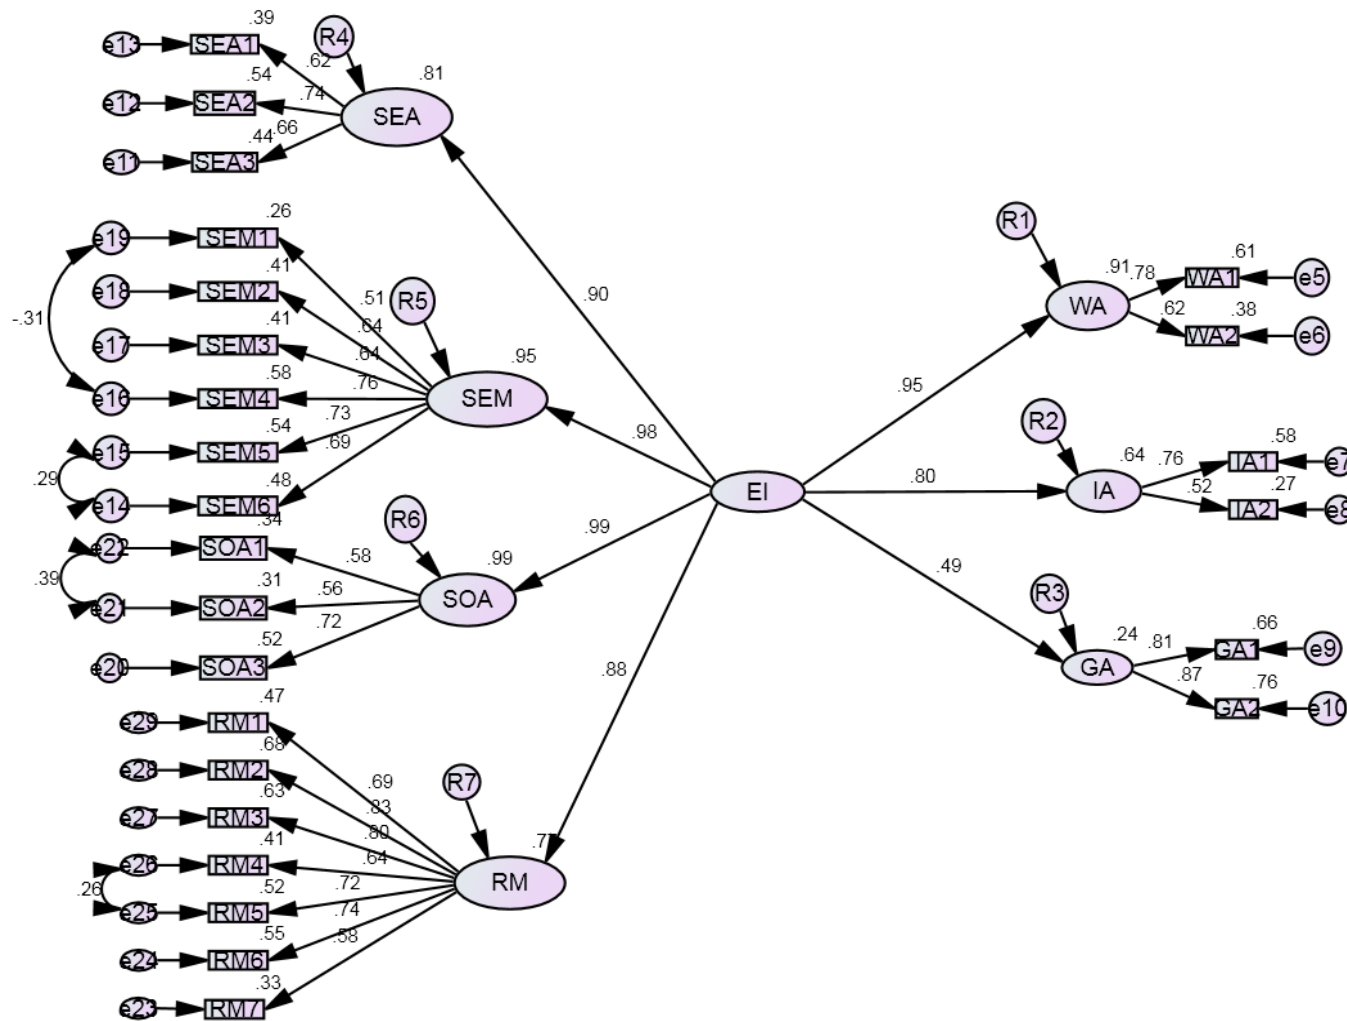 .39
e13 SEA1 R4
.62
.54 .81
e12 SEA2 .74 SEA
.66
.44
e11 SEA3
.26
e19 SEM1 R1
.41 .91 .78 .61
e18 SEM2 .51 R5 .90 WA WA1 e5
-.31 .41 .64 .62 .38
e17 SEM3 .64 .95 WA2 e6
.58 .76
e16 SEM4 SEM .95
.73 R2
.54 .69 .98 .64 .76 .58
e15 SEM5 IA1 e7
.29 .48 EI .80 IA .52 .27
e14 SEM6 R6 IA2 e8
.34
e22 SOA1 .58 .99 .99
.39 .31 .56 .49
e21 SOA2 SOA R3
.72 .24 .81 .66
.52 GA1 e9
e20 SOA3 .88 GA .87 .76
.47 GA2 e10
e29 RM1
.68 .69 R7
e28 RM2 .83
.63 .80
e27 RM3
.41 .64
e26 RM4
.26 .52 .72 RM
e25 RM5 .74
.55 .58
e24 RM6
.33
e23 RM7